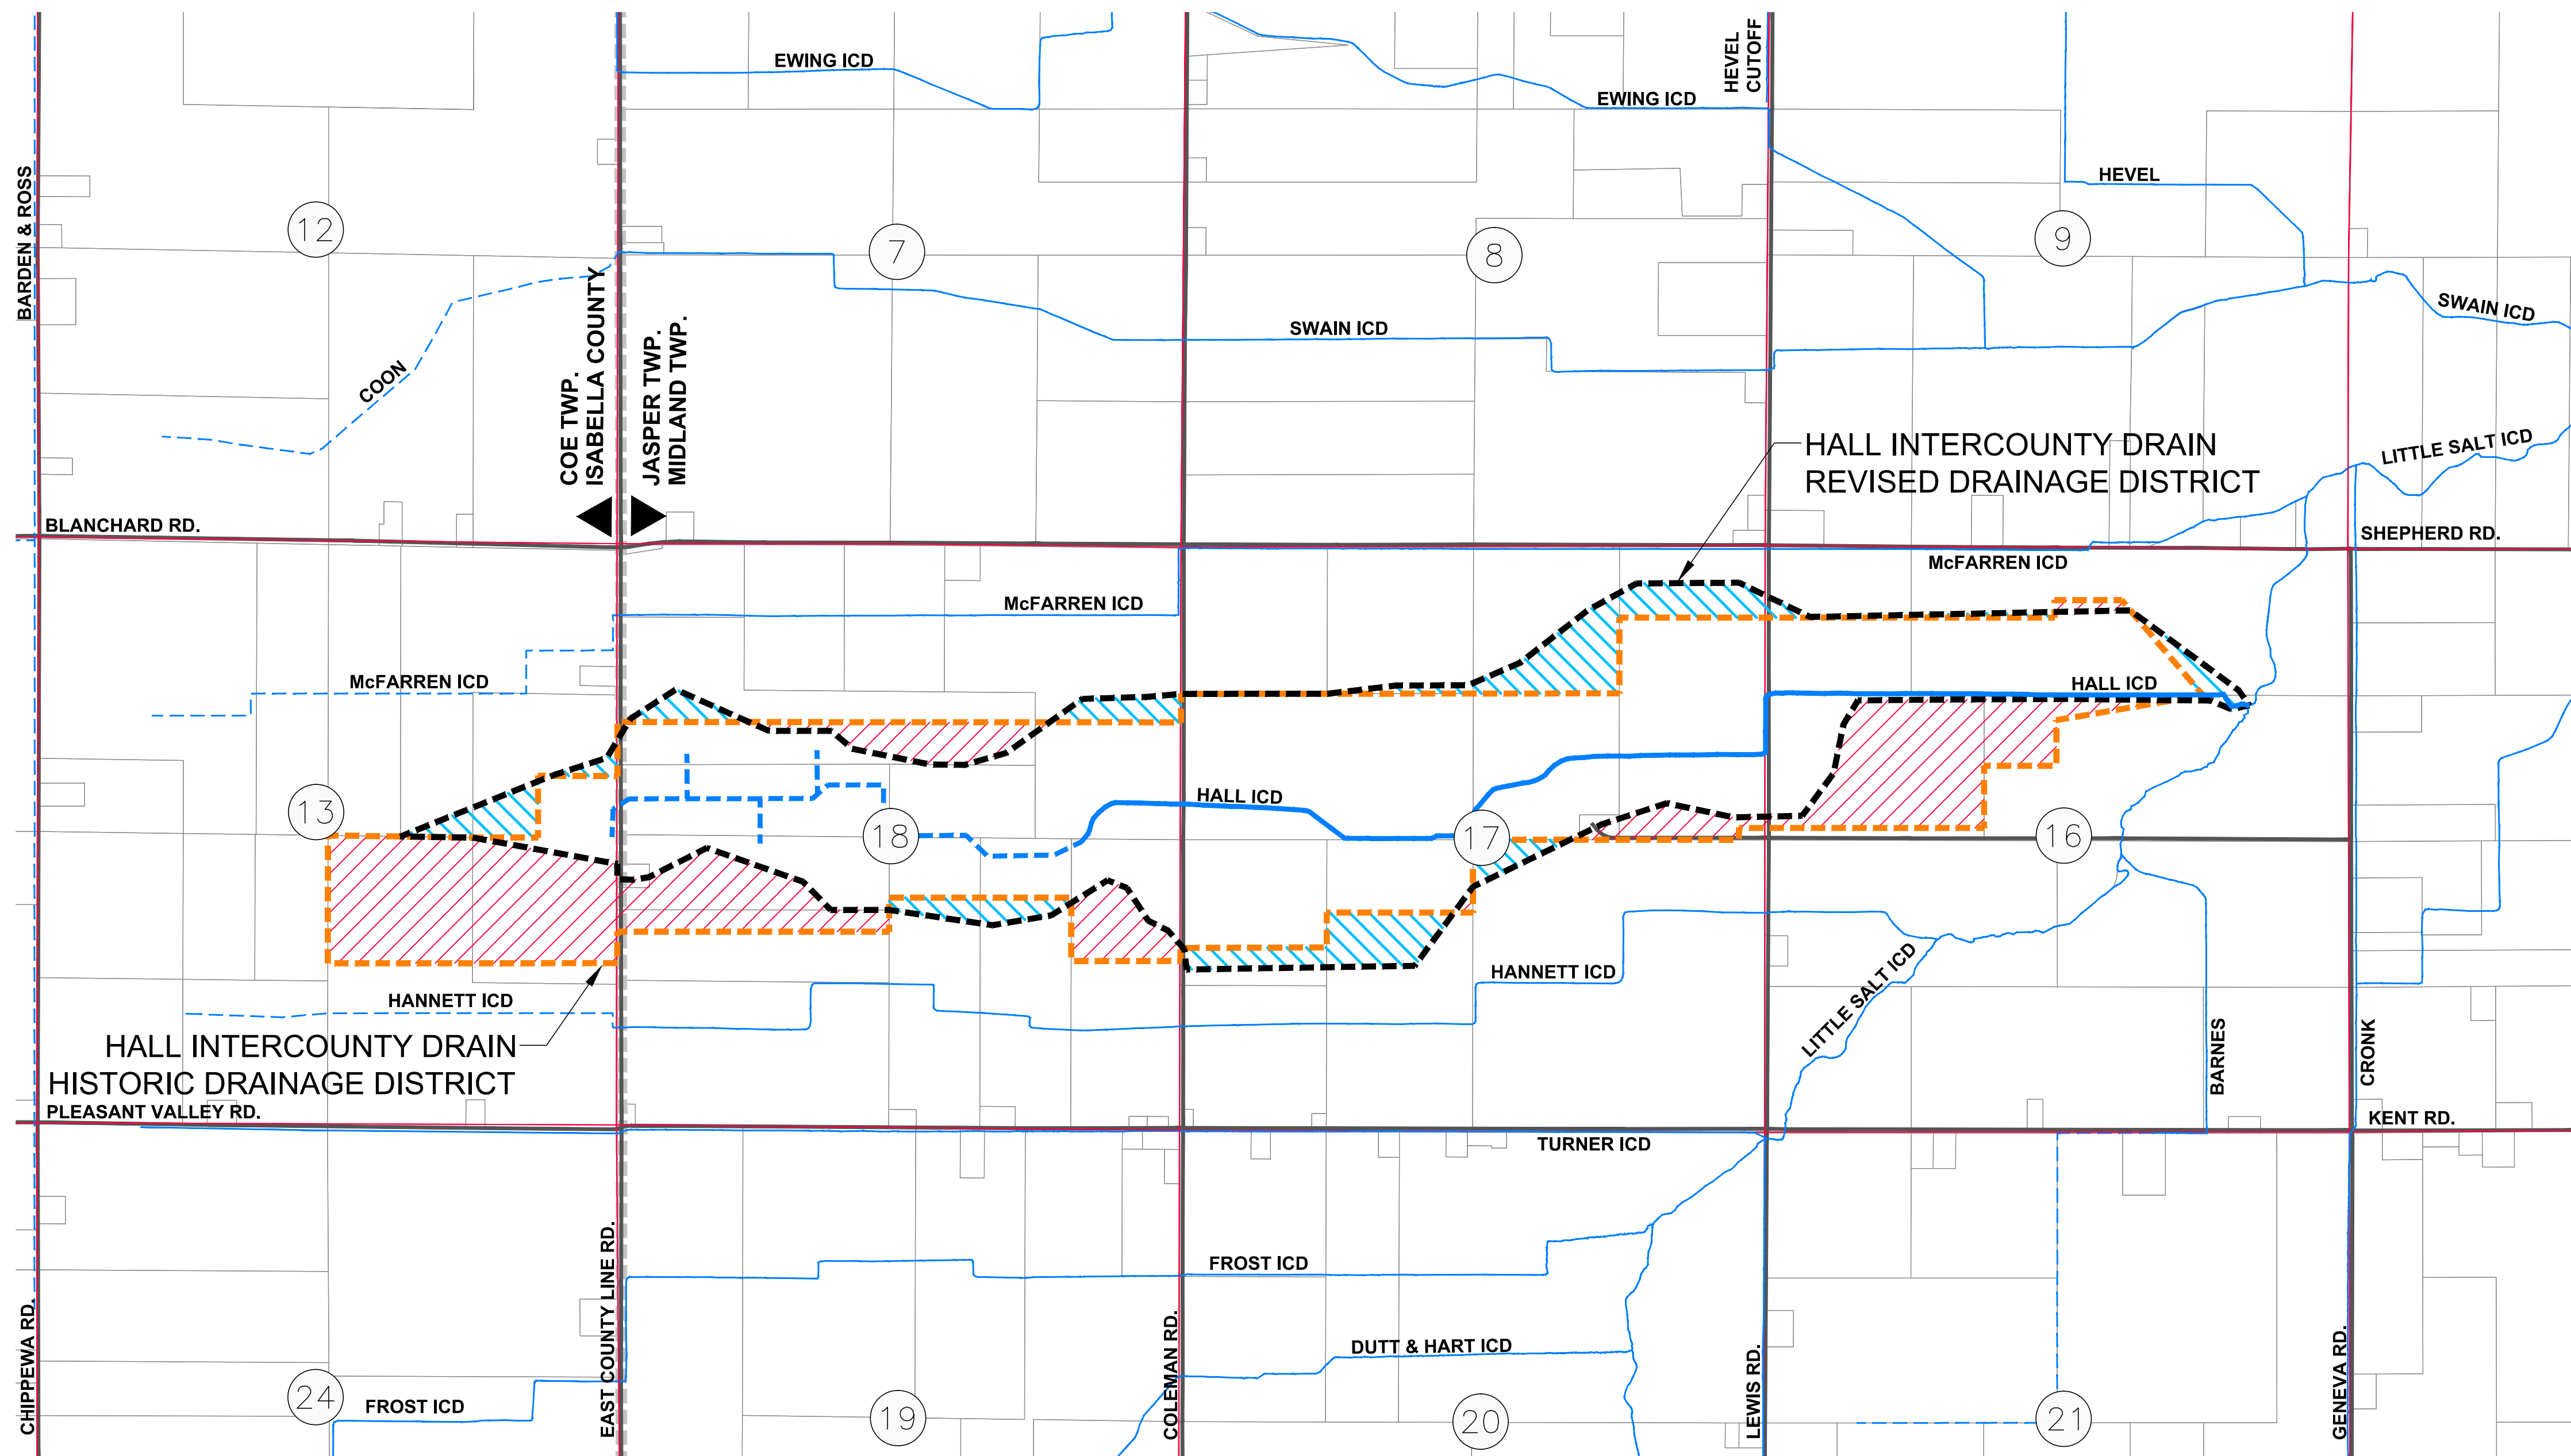 EWING ICD
EWING ICD
HEVEL
CUTOFF
HEVEL
BARDEN & ROSS
12
7
8
9
COON
COE TWP.
ISABELLA COUNTY
JASPER TWP.
MIDLAND TWP.
SWAIN ICD
SWAIN ICD
HALL INTERCOUNTY DRAIN
REVISED DRAINAGE DISTRICT
LITTLE SALT ICD
BLANCHARD RD.
SHEPHERD RD.
McFARREN ICD
McFARREN ICD
McFARREN ICD
HALL ICD
HALL ICD
13
18
17
16
HANNETT ICD
HANNETT ICD
LITTLE SALT ICD
HALL INTERCOUNTY DRAIN
HISTORIC DRAINAGE DISTRICT
BARNES
CRONK
PLEASANT VALLEY RD.
KENT RD.
TURNER ICD
FROST ICD
DUTT & HART ICD
CHIPPEWA RD.
EAST COUNTY LINE RD.
COLEMAN RD.
LEWIS RD.
GENEVA RD.
24
FROST ICD
19
20
21